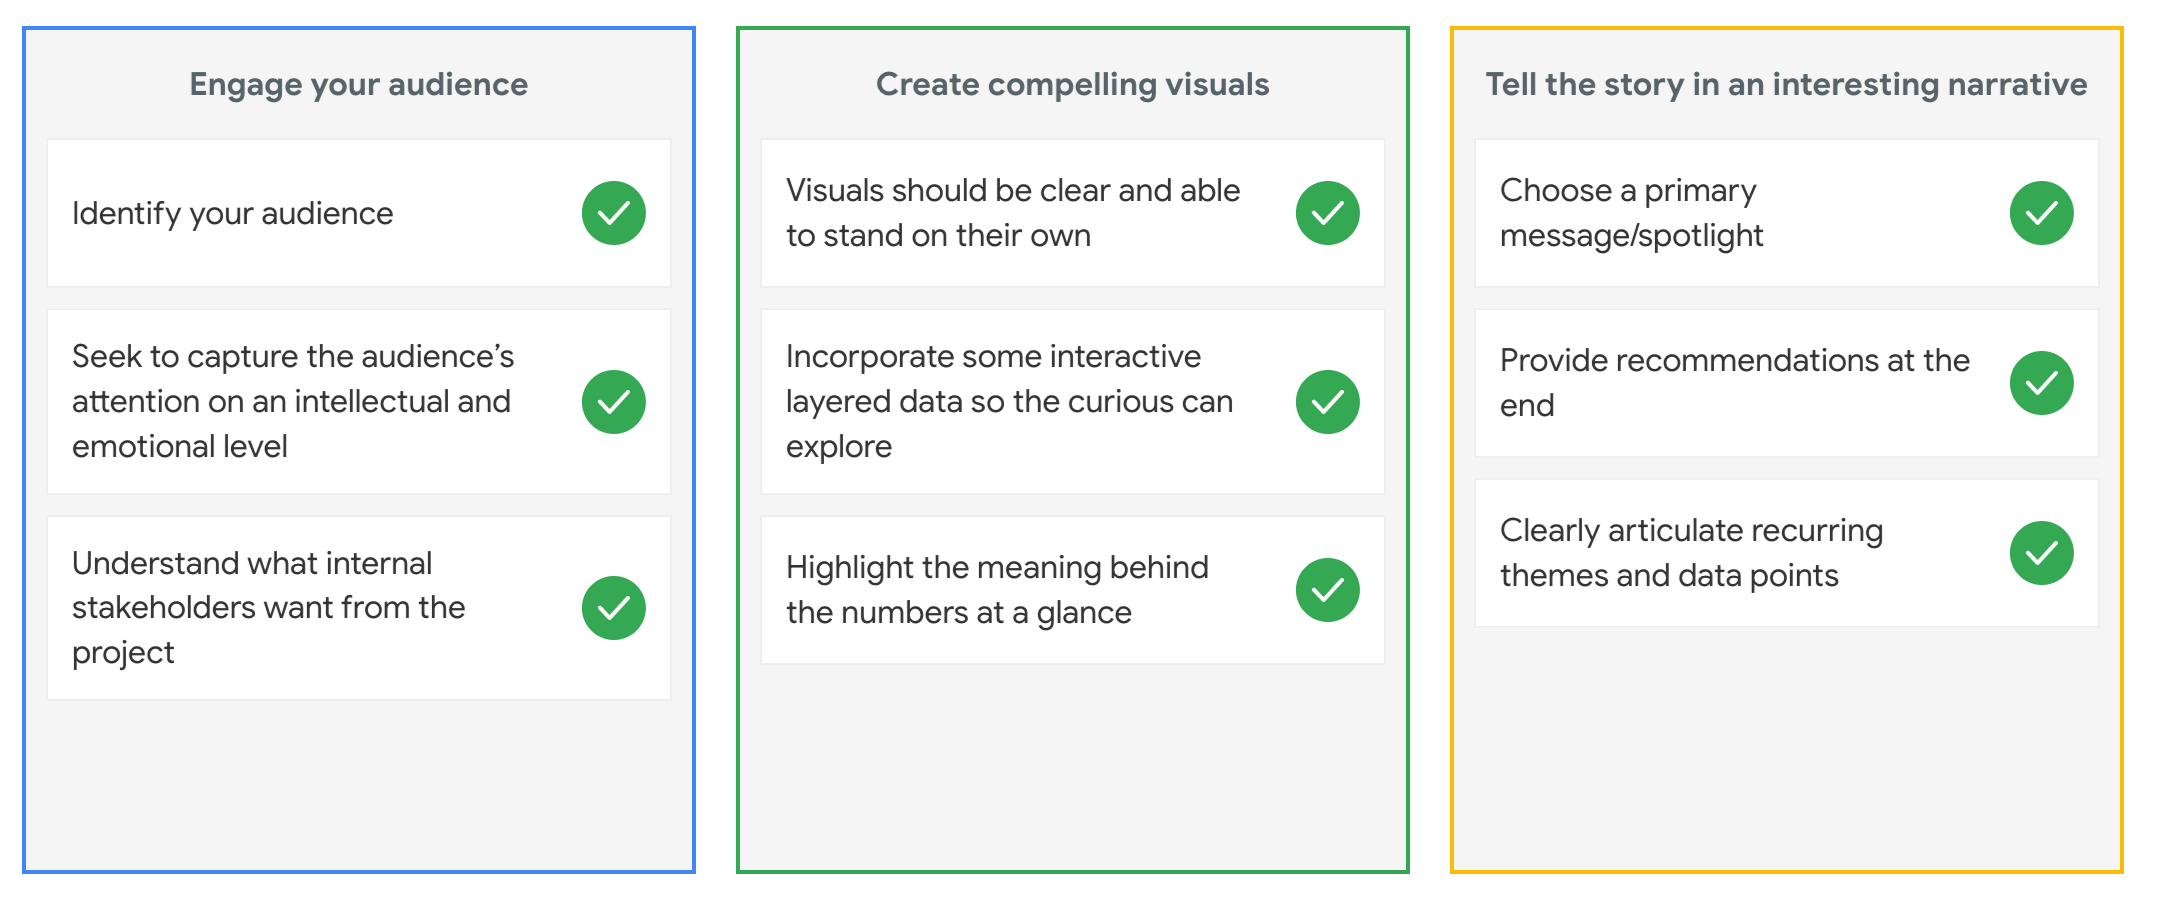 Engage your audience
Identify your audience
Seek to capture the audience’s
attention on an intellectual and
emotional level
Understand what internal
stakeholders want from the
project
Create compelling visuals
Visuals should be clear and able
to stand on their own
Incorporate some interactive
layered data so the curious can
explore
Highlight the meaning behind
the numbers at a glance
Tell the story in an interesting narrative
Choose a primary
message/spotlight
Provide recommendations at the
end
Clearly articulate recurring
themes and data points